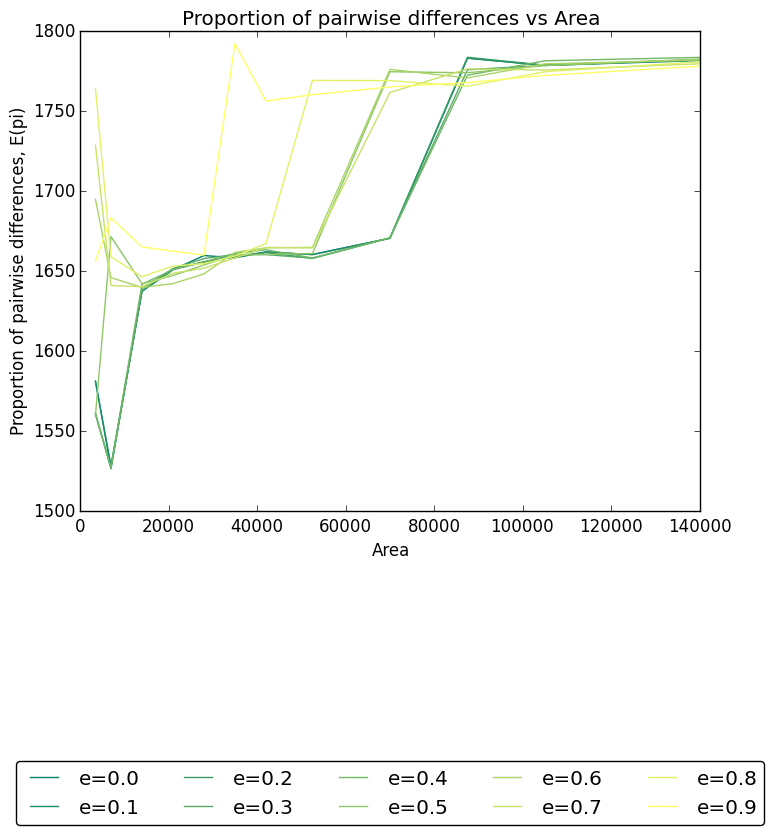 Proportion of pairwise differences vs Area
1800
1750
1700
1650
1600
1550
1500
Proportion of pairwise differences, E(pi)
0 20000 40000 60000 80000 100000 120000 140000
Area
e=0.0 e=0.2 e=0.4 e=0.6 e=0.8
e=0.1 e=0.3 e=0.5 e=0.7 e=0.9